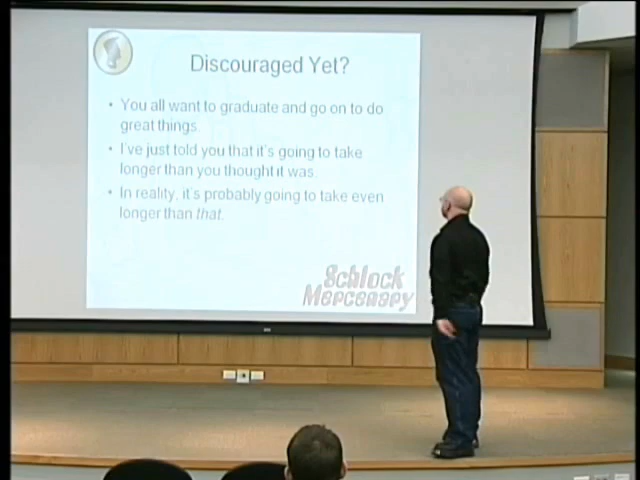 Discouraged Yet?
• You all want to graduate and go on to do
great things.
• I've just told you that it's going to take
longer than you thought it was.
• In reality, it's probably going to take even
longer than that.
Schlock
Mercenary